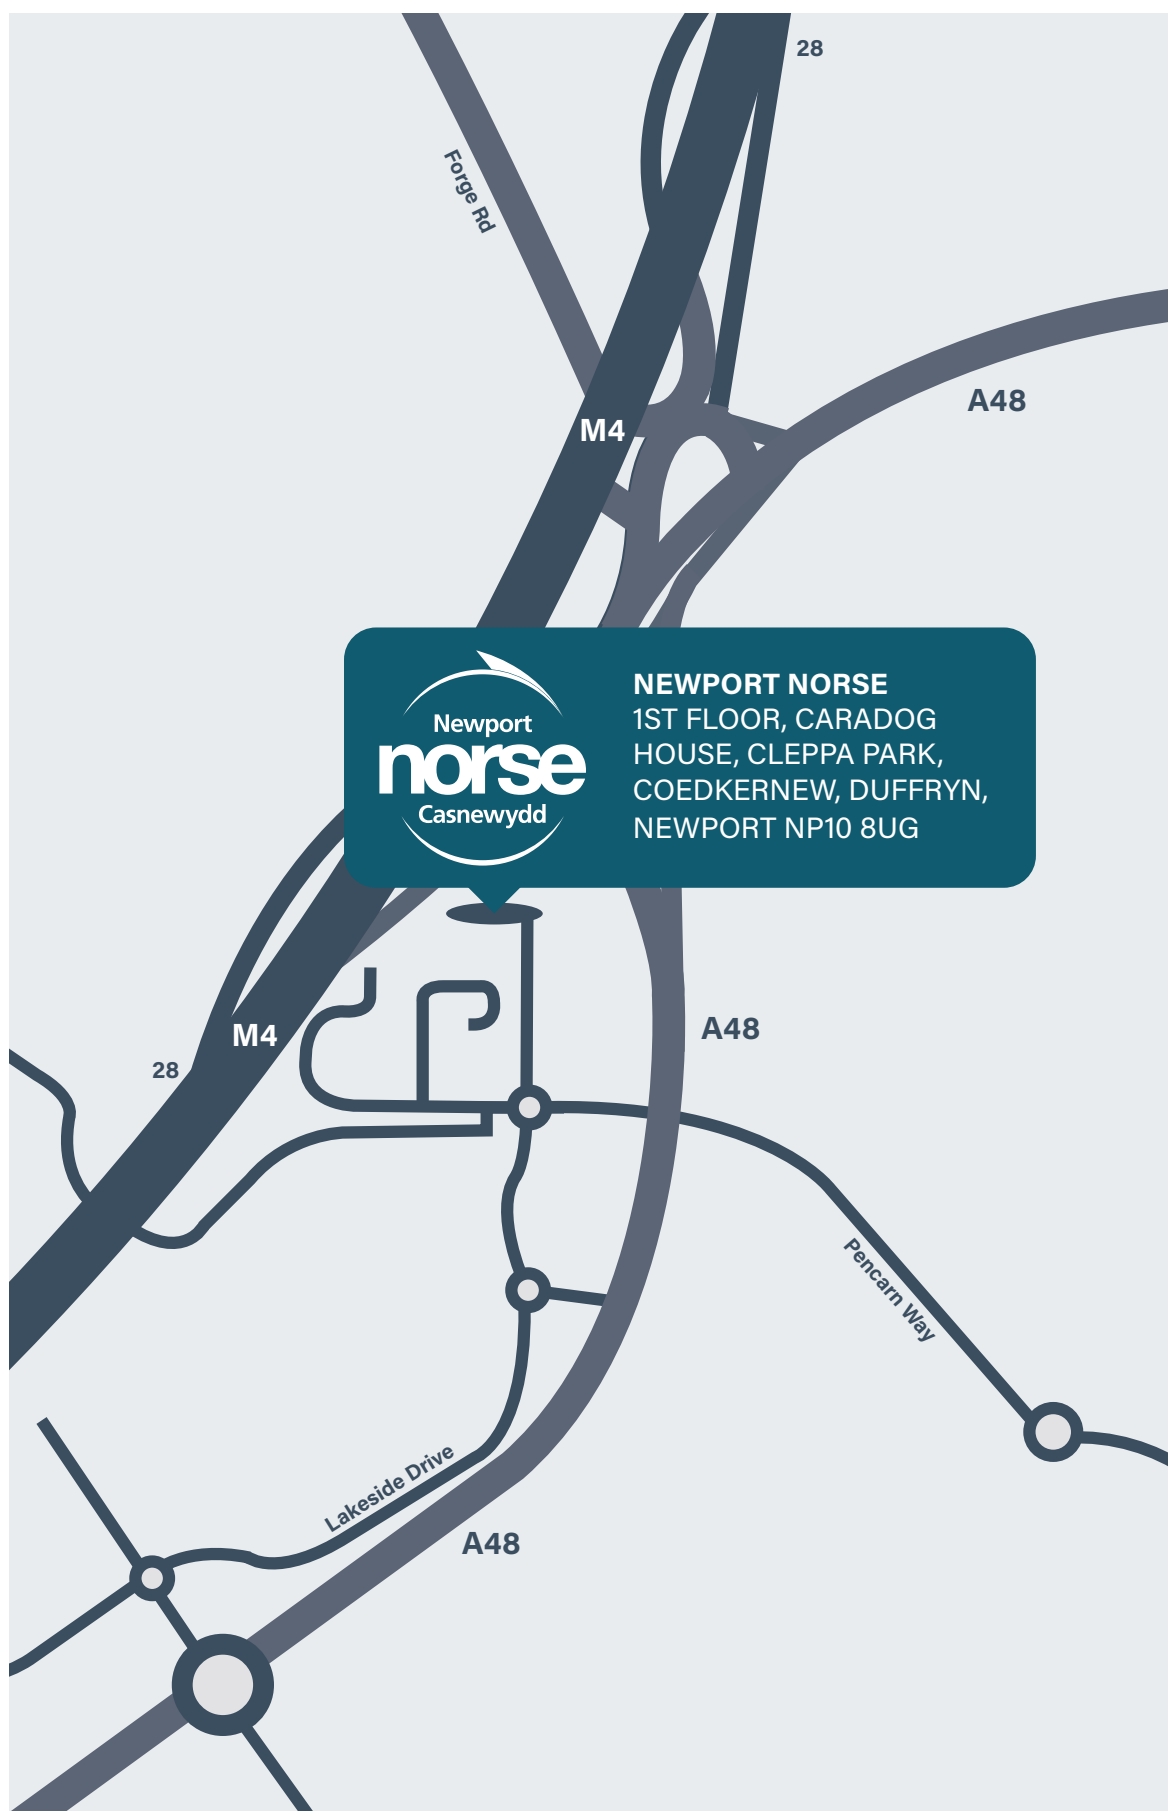 28
Forge Rd
A48
M4
Newport
norse
Casnewydd
NEWPORT NORSE
1ST FLOOR, CARADOG
HOUSE, CLEPPA PARK,
COEDKERNEW, DUFFRYN,
NEWPORT NP10 8UG
M4
A48
28
Pencarn Way
Lakeside Drive
A48